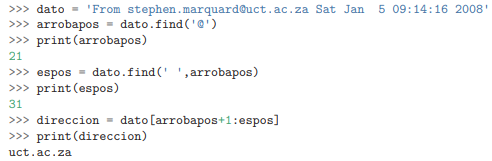 >>> dato = 'From stephen.marquard@uct.ac.za Sat Jan  5 09:14:16 2008'
>>> arrobapos = dato.find('@')
>>> print(arrobapos)
21
>>> espos = dato.find(' ',arrobapos)
>>> print(espos)
31
>>> direccion = dato[arrobapos+1:espos]
>>> print(direccion)
uct.ac.za